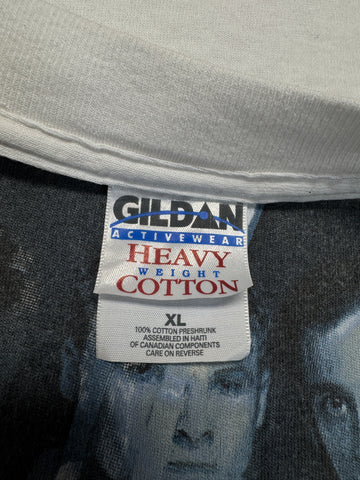 GILDAN
ACTIVEWEAR
HEAVY
WEIGHT
COTTON
XL
100% COTTON PRESHRUNK
ASSEMBLED IN HAITI
OF CANADIAN COMPONENTS
CARE ON REVERSE